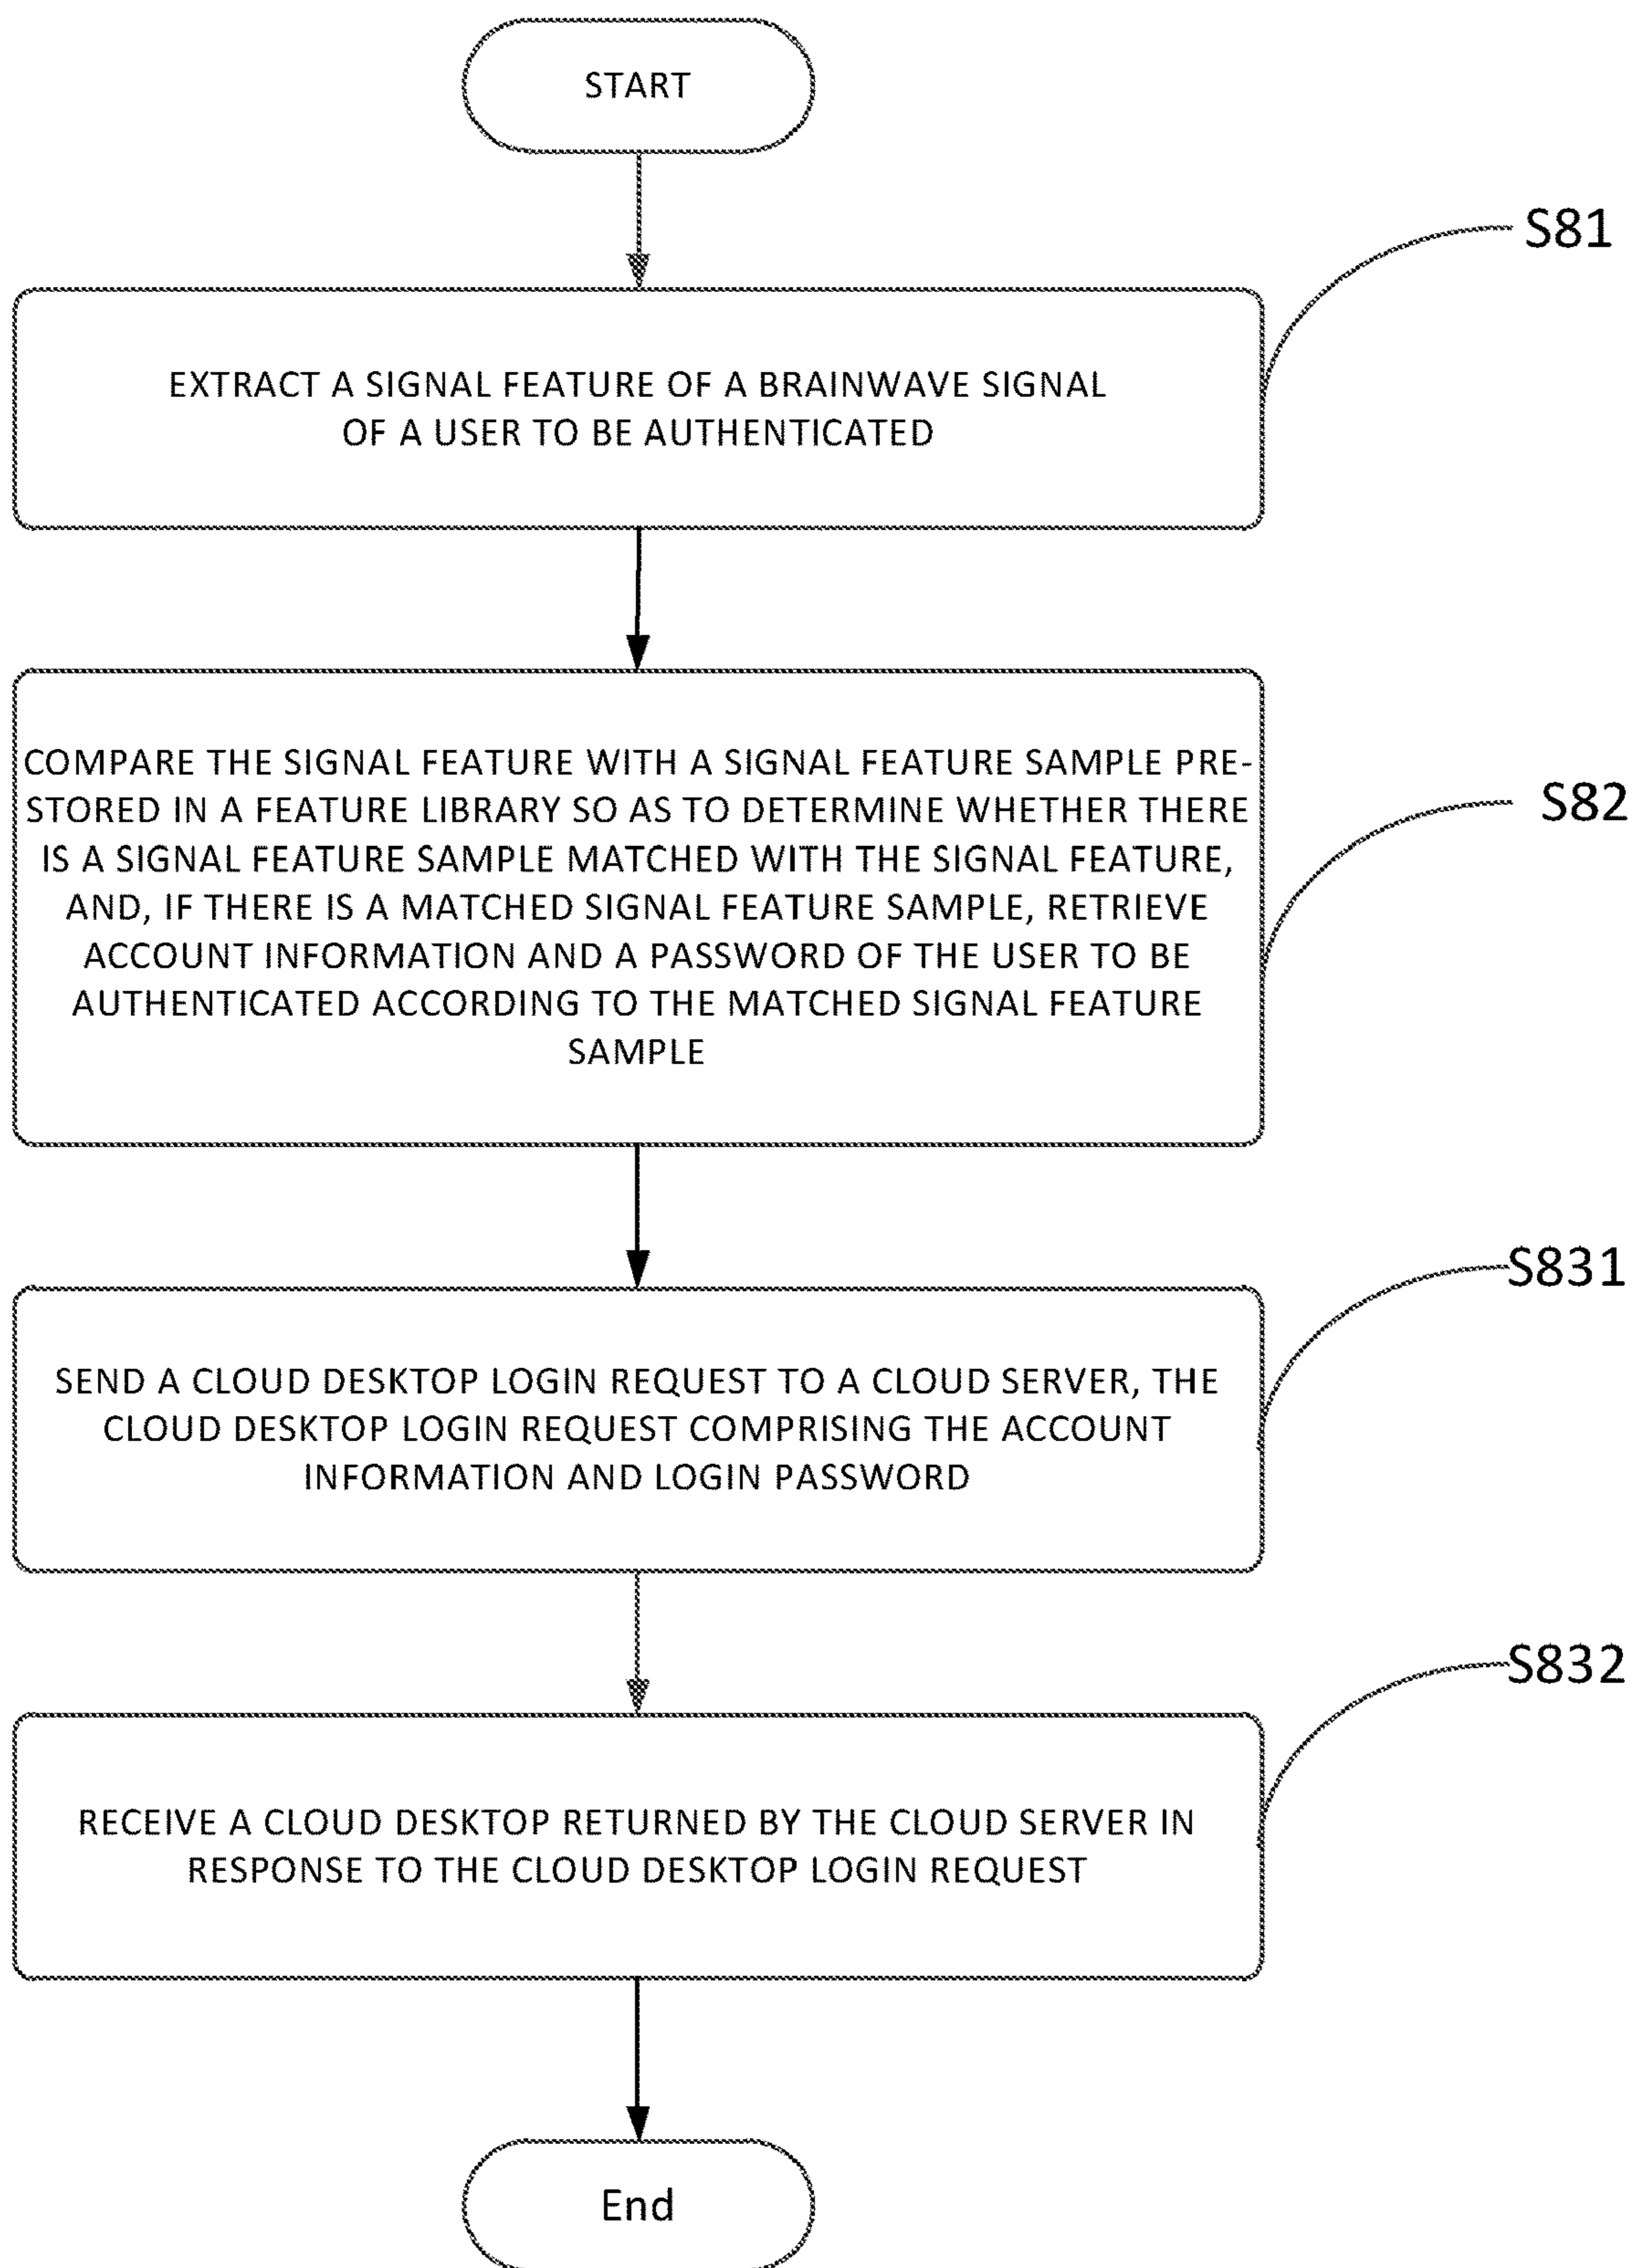 START
S81
EXTRACT A SIGNAL FEATURE OF A BRAINWAVE SIGNAL
OF A USER TO BE AUTHENTICATED
COMPARE THE SIGNAL FEATURE WITH A SIGNAL FEATURE SAMPLE PRE-
STORED IN A FEATURE LIBRARY SO AS TO DETERMINE WHETHER THERE
IS A SIGNAL FEATURE SAMPLE MATCHED WITH THE SIGNAL FEATURE,
AND, IF THERE IS A MATCHED SIGNAL FEATURE SAMPLE, RETRIEVE
ACCOUNT INFORMATION AND A PASSWORD OF THE USER TO BE
AUTHENTICATED ACCORDING TO THE MATCHED SIGNAL FEATURE
SAMPLE
S82
S831
SEND A CLOUD DESKTOP LOGIN REQUEST TO A CLOUD SERVER, THE
CLOUD DESKTOP LOGIN REQUEST COMPRISING THE ACCOUNT
INFORMATION AND LOGIN PASSWORD
S832
RECEIVE A CLOUD DESKTOP RETURNED BY THE CLOUD SERVER IN
RESPONSE TO THE CLOUD DESKTOP LOGIN REQUEST
End